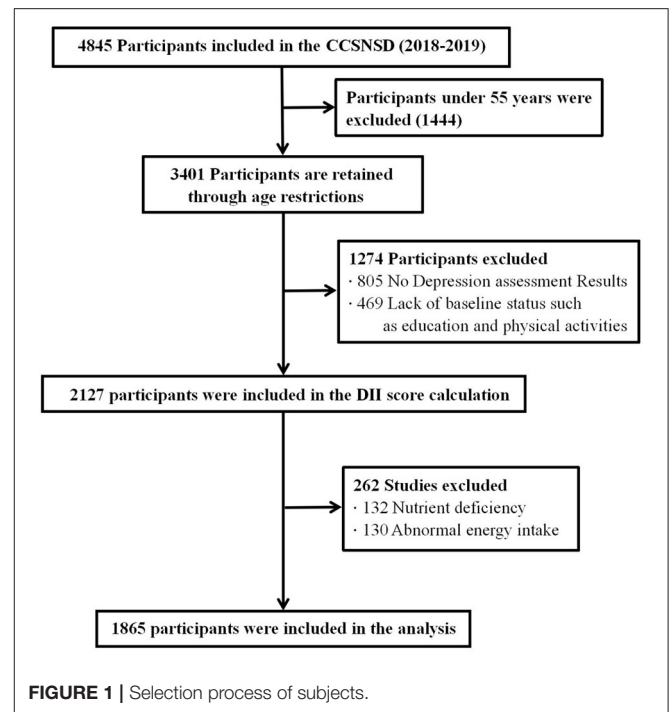 4845 Participants included in the CCSNSD (2018-2019)
Participants under 55 years were
excluded (1444)
3401 Participants are retained
through age restrictions
1274 Participants excluded
· 805 No Depression assessment Results
· 469 Lack of baseline status such
as education and physical activities
2127 participants were included in the DII score calculation
262 Studies excluded
· 132 Nutrient deficiency
· 130 Abnormal energy intake
1865 participants were included in the analysis
FIGURE 1 | Selection process of subjects.